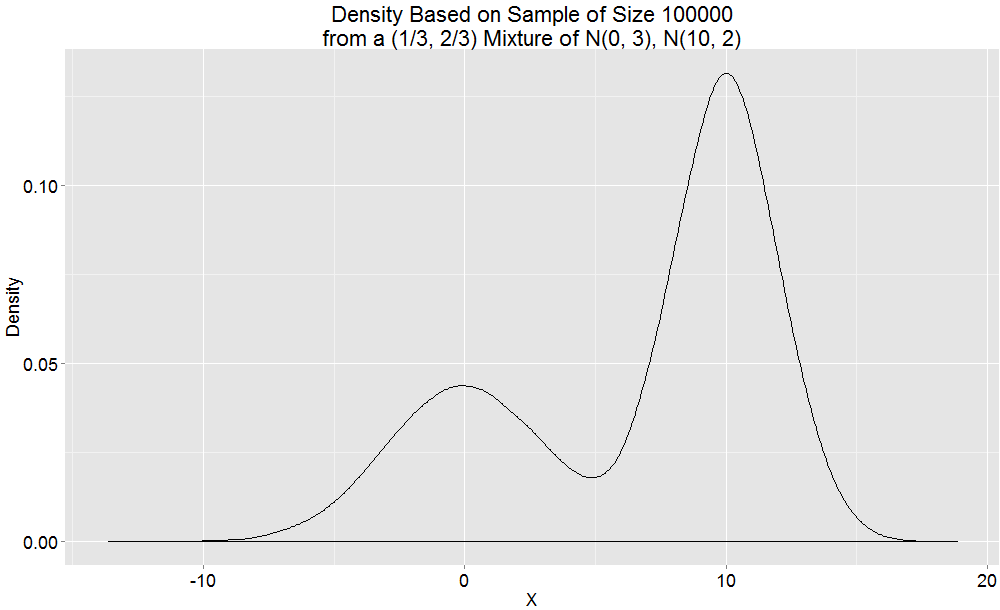 Density Based on Sample of Size 100000
from a (1/3, 2/3) Mixture of N(0, 3), N(10, 2)
0.10
0.05
0.00
Density
-10
0
10
20
X